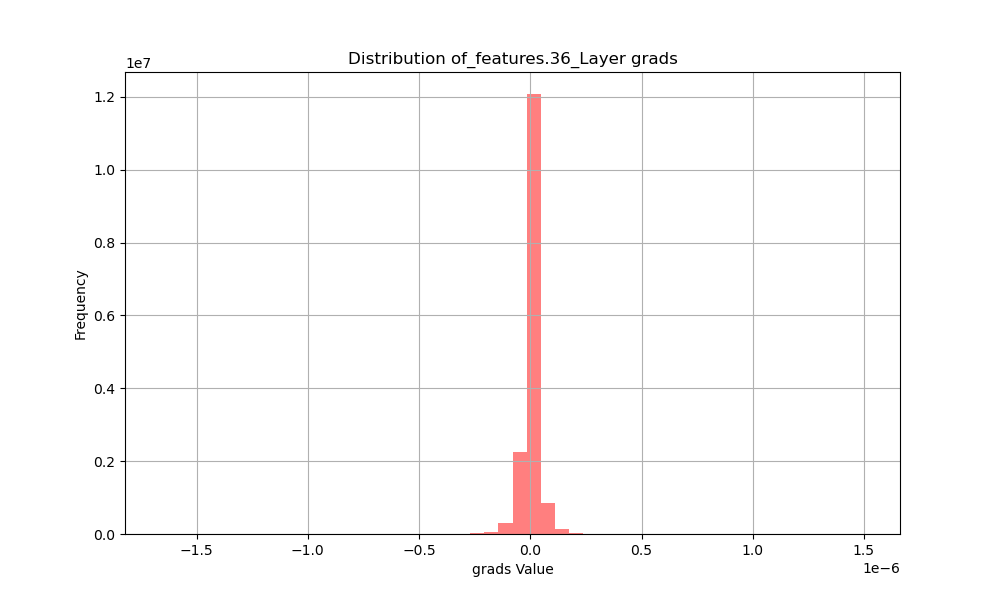 Distribution of_features.36_Layer grads
1e7
1.2
1.0
0.8
0.6
0.4
0.2
0.0
Frequency
−1.5 −1.0 −0.5 0.0 0.5 1.0 1.5
grads Value
1e−6